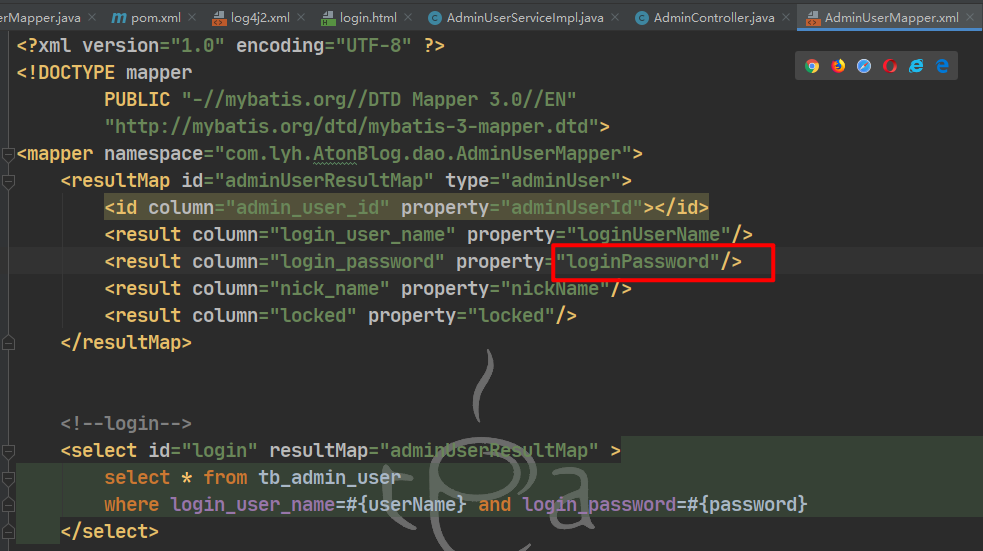 erMapper.java × pom.xml × log4j2.xml × login.html × AdminUserServiceImpl.java × AdminController.java × AdminUserMapper.xml ×
<?xml version="1.0" encoding="UTF-8" ?>
<!DOCTYPE mapper
PUBLIC "-//mybatis.org//DTD Mapper 3.0//EN"
"http://mybatis.org/dtd/mybatis-3-mapper.dtd">
<mapper namespace="com.lyh.AtonBlog.dao.AdminUserMapper">
<resultMap id="adminUserResultMap" type="adminUser">
<id column="admin_user_id" property="adminUserId"></id>
<result column="login_user_name" property="loginUserName"/>
<result column="login_password" property="loginPassword"/>
<result column="nick_name" property="nickName"/>
<result column="locked" property="locked"/>
</resultMap>
<!--login-->
<select id="login" resultMap="adminUserResultMap" >
select * from tb_admin_user
where login_user_name=#{userName} and login_password=#{password}
</select>
tea